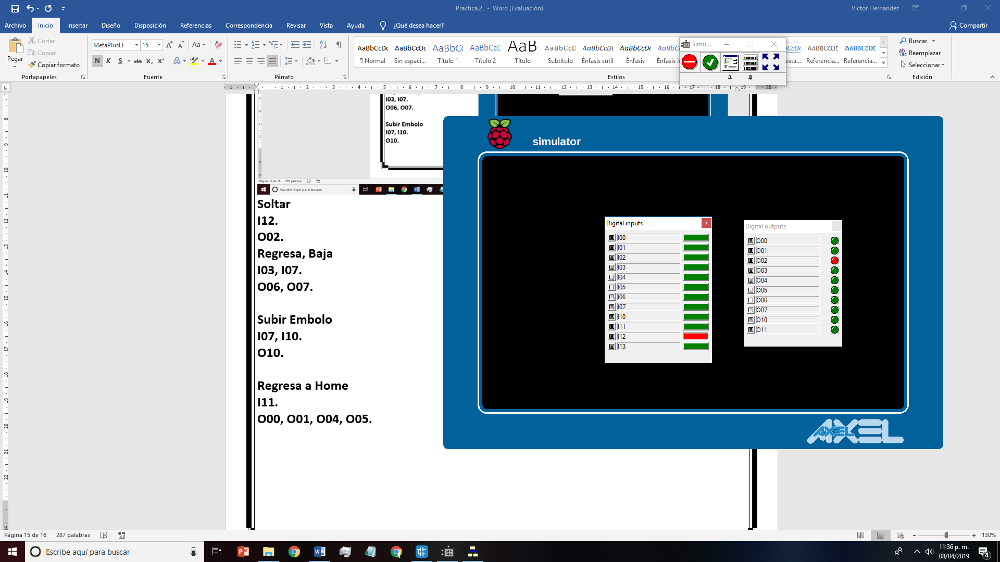 Practica.2.  -  Word (Evaluación)
Victor Hernandez
Archivo
Inicio
Insertar
Diseño
Disposición
Referencias
Correspondencia
Revisar
Vista
Ayuda
¿Qué desea hacer?
Compartir
Pegar
Cortar
Copiar
Copiar formato
Portapapeles
MetaPlusLF
15
N K S abc x₂ x²
Fuente
Párrafo
AaBbCcDc
¶ Normal
AaBbCcDc
Sin espaci...
AaBbCc
Título 1
AaBbCcD
Título 2
AaB
Título
AaBbCcD
Subtítulo
AaBbCcDc
Énfasis sutil
AaBbCcDc
Énfasis
Énfasis i
AaBbCcDd
Referencia...
AaBbCcDd
Referencia...
Estilos
Buscar
Reemplazar
Seleccionar
Edición
Simu...
I03, I07.
O06, O07.
Subir Embolo
I07, I10.
O10.
Página 14 de 15 287 palabras
Escribe aquí para buscar
Soltar
I12.
O02.
Regresa, Baja
I03, I07.
O06, O07.
Subir Embolo
I07, I10.
O10.
Regresa a Home
I11.
O00, O01, O04, O05.
simulator
Digital inputs
I00
I01
I02
I03
I04
I05
I06
I07
I10
I11
I12
I13
Digital outputs
O00
O01
O02
O03
O04
O05
O06
O07
O10
O11
AXEL
AXEL
Página 15 de 16
287 palabras
130%
Escribe aquí para buscar
11:36 p. m.
08/04/2019
4